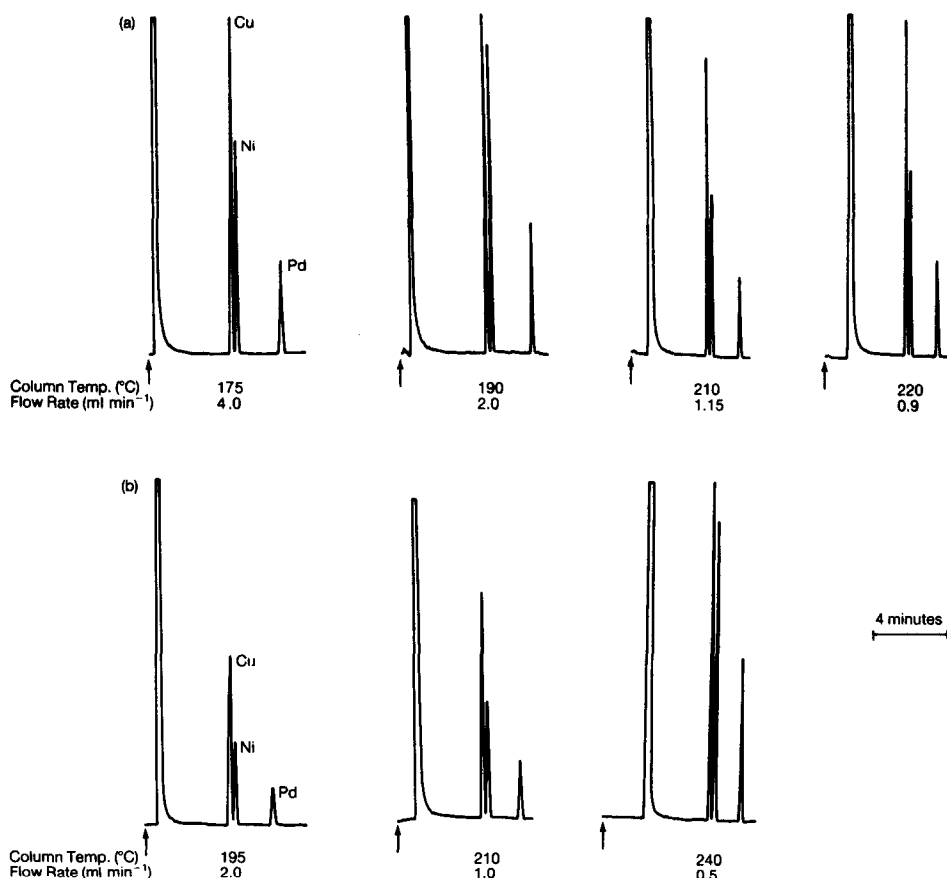 (a)
Cu
Ni
Pd
Column Temp. (°C) 175 190 210 220
Flow Rate (ml min⁻¹) 4.0 2.0 1.15 0.9
(b)
4 minutes
Cu
Ni
Pd
Column Temp. (°C) 195 210 240
Flow Rate (ml min⁻¹) 2.0 1.0 0.5